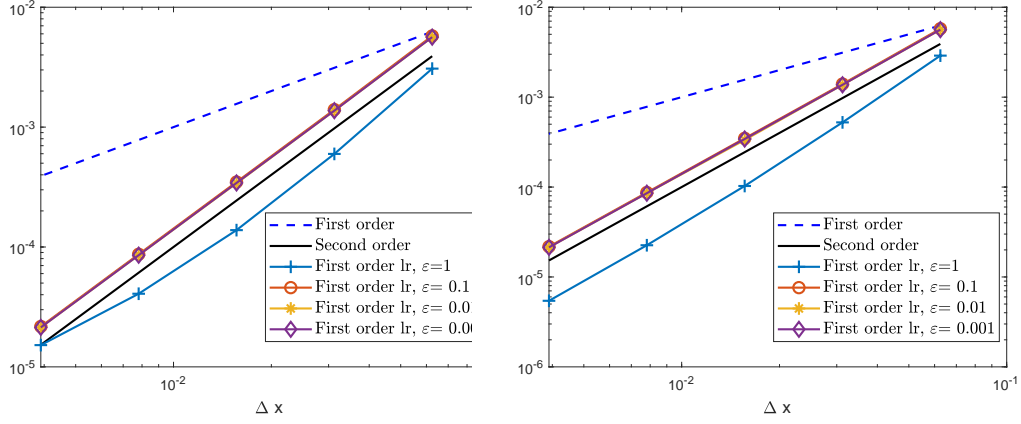 10^-2
10^-3
10^-4
10^-5
10^-2
Δ x
First order
Second order
First order lr, ε=1
First order lr, ε= 0.1
First order lr, ε= 0.0
First order lr, ε= 0.00
10^-2
10^-3
10^-4
10^-5
10^-6
10^-2
10^-1
Δ x
First order
Second order
First order lr, ε=1
First order lr, ε= 0.1
First order lr, ε= 0.01
First order lr, ε= 0.001